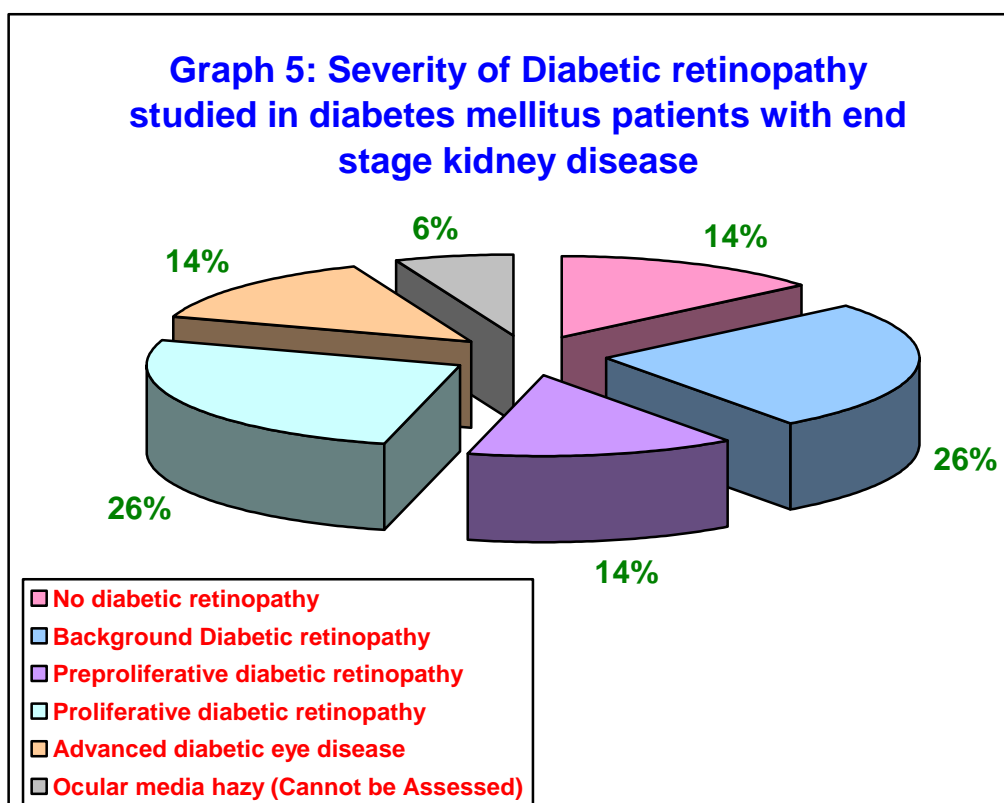 Graph 5: Severity of Diabetic retinopathy
studied in diabetes mellitus patients with end
stage kidney disease
6%
14%
14%
26%
26%
14%
No diabetic retinopathy
Background Diabetic retinopathy
Preproliferative diabetic retinopathy
Proliferative diabetic retinopathy
Advanced diabetic eye disease
Ocular media hazy (Cannot be Assessed)